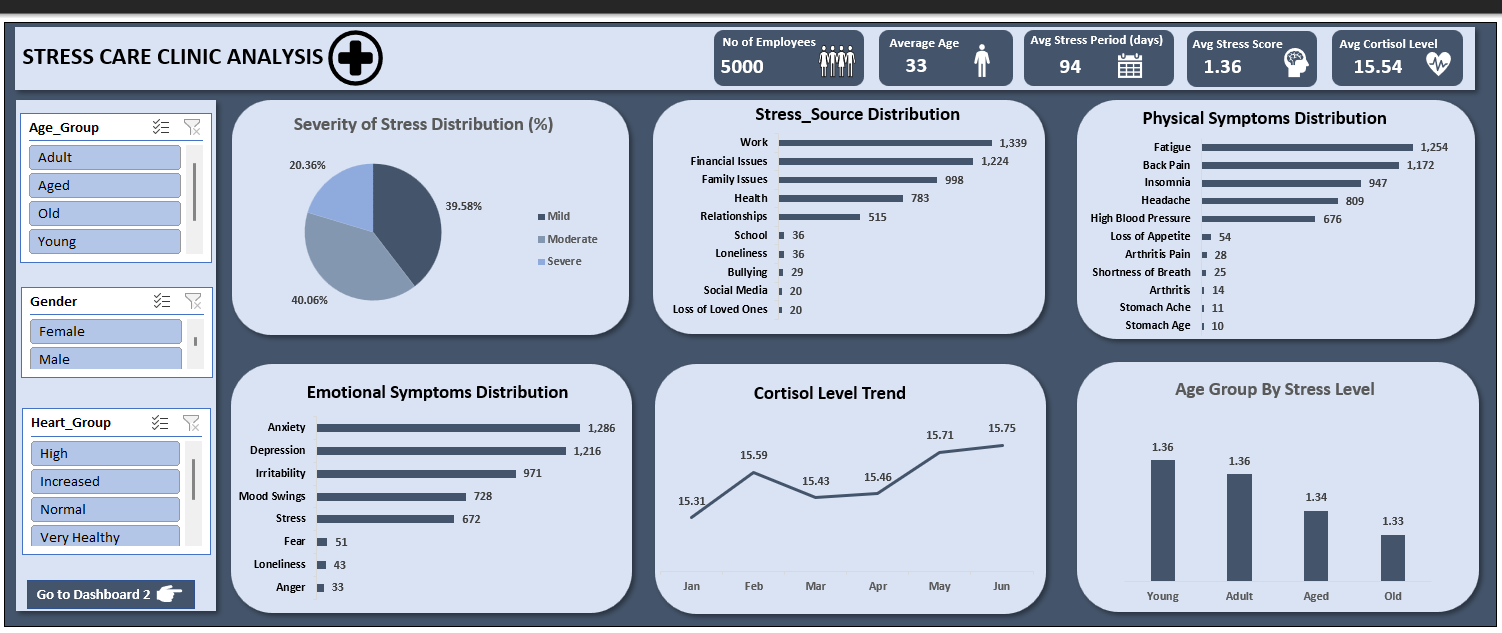 STRESS CARE CLINIC ANALYSIS
No of Employees
5000
Average Age
33
Avg Stress Period (days)
94
Avg Stress Score
1.36
Avg Cortisol Level
15.54
Age_Group
Adult
Aged
Old
Young
Gender
Female
Male
Heart_Group
High
Increased
Normal
Very Healthy
Go to Dashboard 2
Severity of Stress Distribution (%)
20.36%
39.58%
40.06%
Mild
Moderate
Severe
Stress_Source Distribution
Work 1,339
Financial Issues 1,224
Family Issues 998
Health 783
Relationships 515
School 36
Loneliness 36
Bullying 29
Social Media 20
Loss of Loved Ones 20
Physical Symptoms Distribution
Fatigue 1,254
Back Pain 1,172
Insomnia 947
Headache 809
High Blood Pressure 676
Loss of Appetite 54
Arthritis Pain 28
Shortness of Breath 25
Arthritis 14
Stomach Ache 11
Stomach Age 10
Emotional Symptoms Distribution
Anxiety 1,286
Depression 1,216
Irritability 971
Mood Swings 728
Stress 672
Fear 51
Loneliness 43
Anger 33
Cortisol Level Trend
15.31 15.59 15.43 15.46 15.71 15.75
Jan Feb Mar Apr May Jun
Age Group By Stress Level
1.36 1.36 1.34 1.33
Young Adult Aged Old